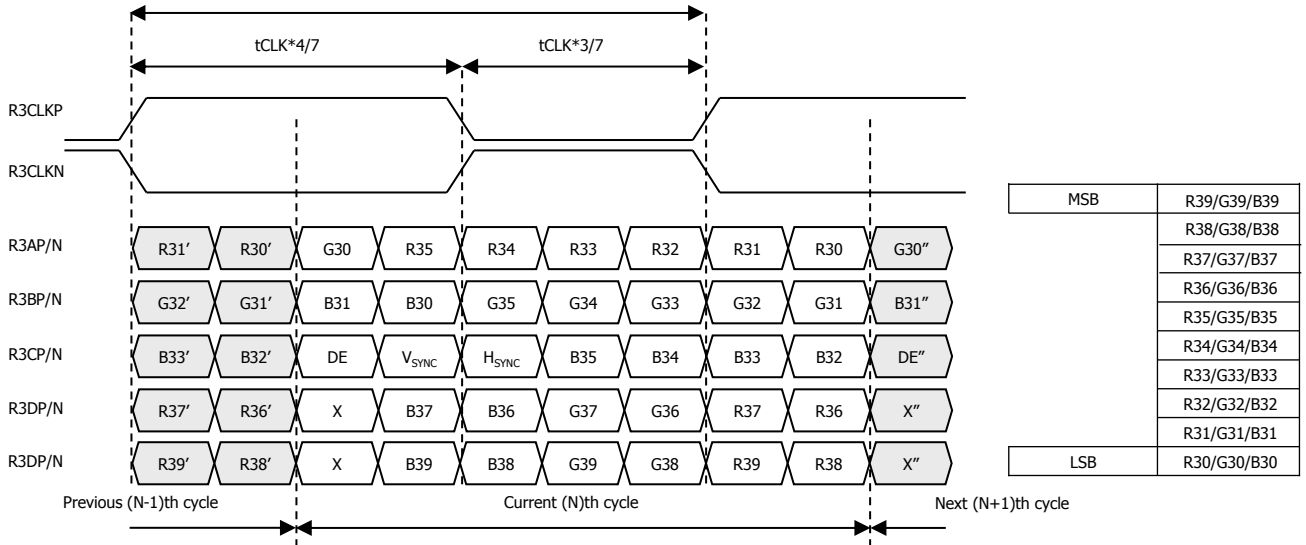 tCLK*4/7 tCLK*3/7
R3CLKP
R3CLKN
R3AP/N R31′ R30′ G30 R35 R34 R33 R32 R31 R30 G30″
R3BP/N G32′ G31′ B31 B30 G35 G34 G33 G32 G31 B31″
R3CP/N B33′ B32′ DE VSYNC HSYNC B35 B34 B33 B32 DE″
R3DP/N R37′ R36′ X B37 B36 G37 G36 R37 R36 X″
R3DP/N R39′ R38′ X B39 B38 G39 G38 R39 R38 X″
Previous (N-1)th cycle Current (N)th cycle Next (N+1)th cycle
MSB R39/G39/B39
R38/G38/B38
R37/G37/B37
R36/G36/B36
R35/G35/B35
R34/G34/B34
R33/G33/B33
R32/G32/B32
R31/G31/B31
LSB R30/G30/B30